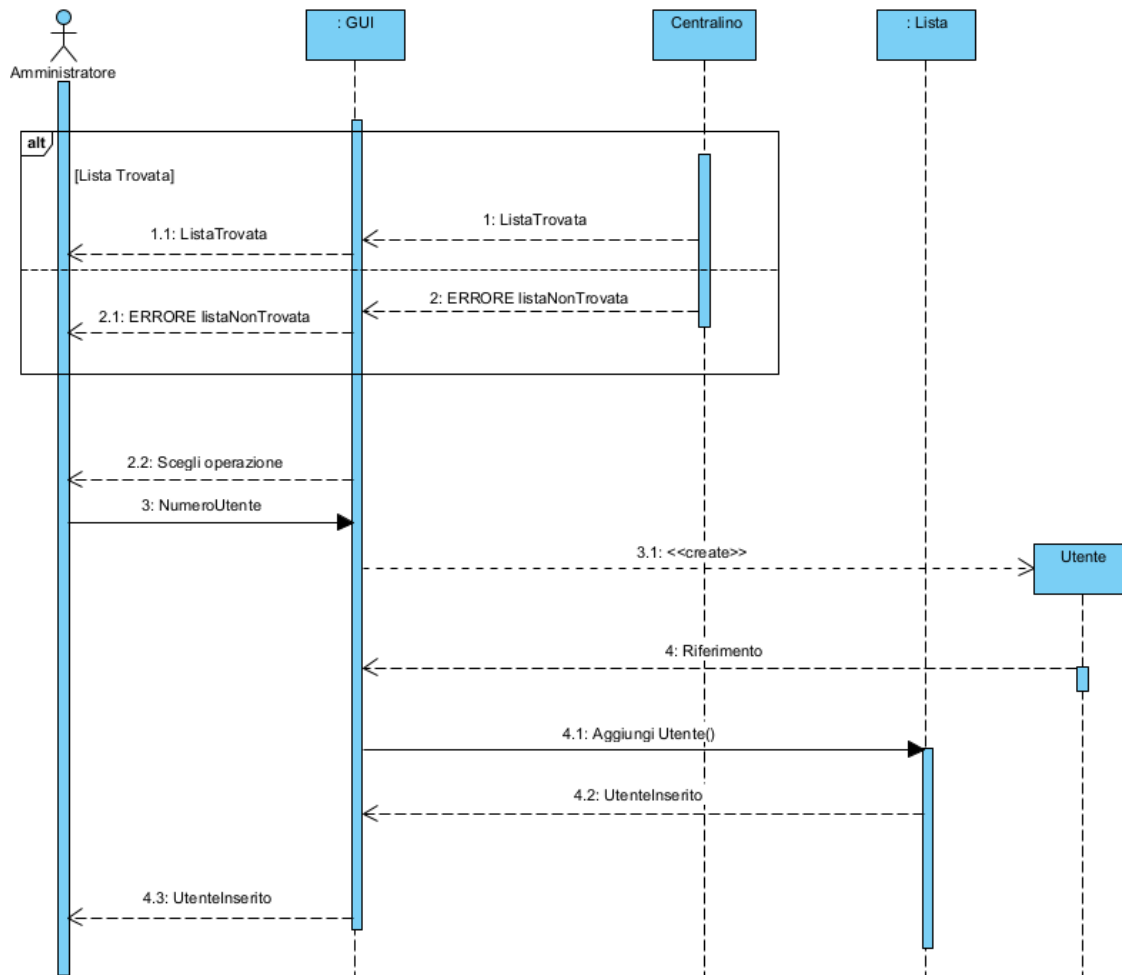 : GUI
Centralino
: Lista
Amministratore
alt
[Lista Trovata]
1: ListaTrovata
1.1: ListaTrovata
2: ERRORE listaNonTrovata
2.1: ERRORE listaNonTrovata
2.2: Scegli operazione
3: NumeroUtente
3.1: <<create>>
Utente
4: Riferimento
4.1: Aggiungi Utente()
4.2: UtenteInserito
4.3: UtenteInserito